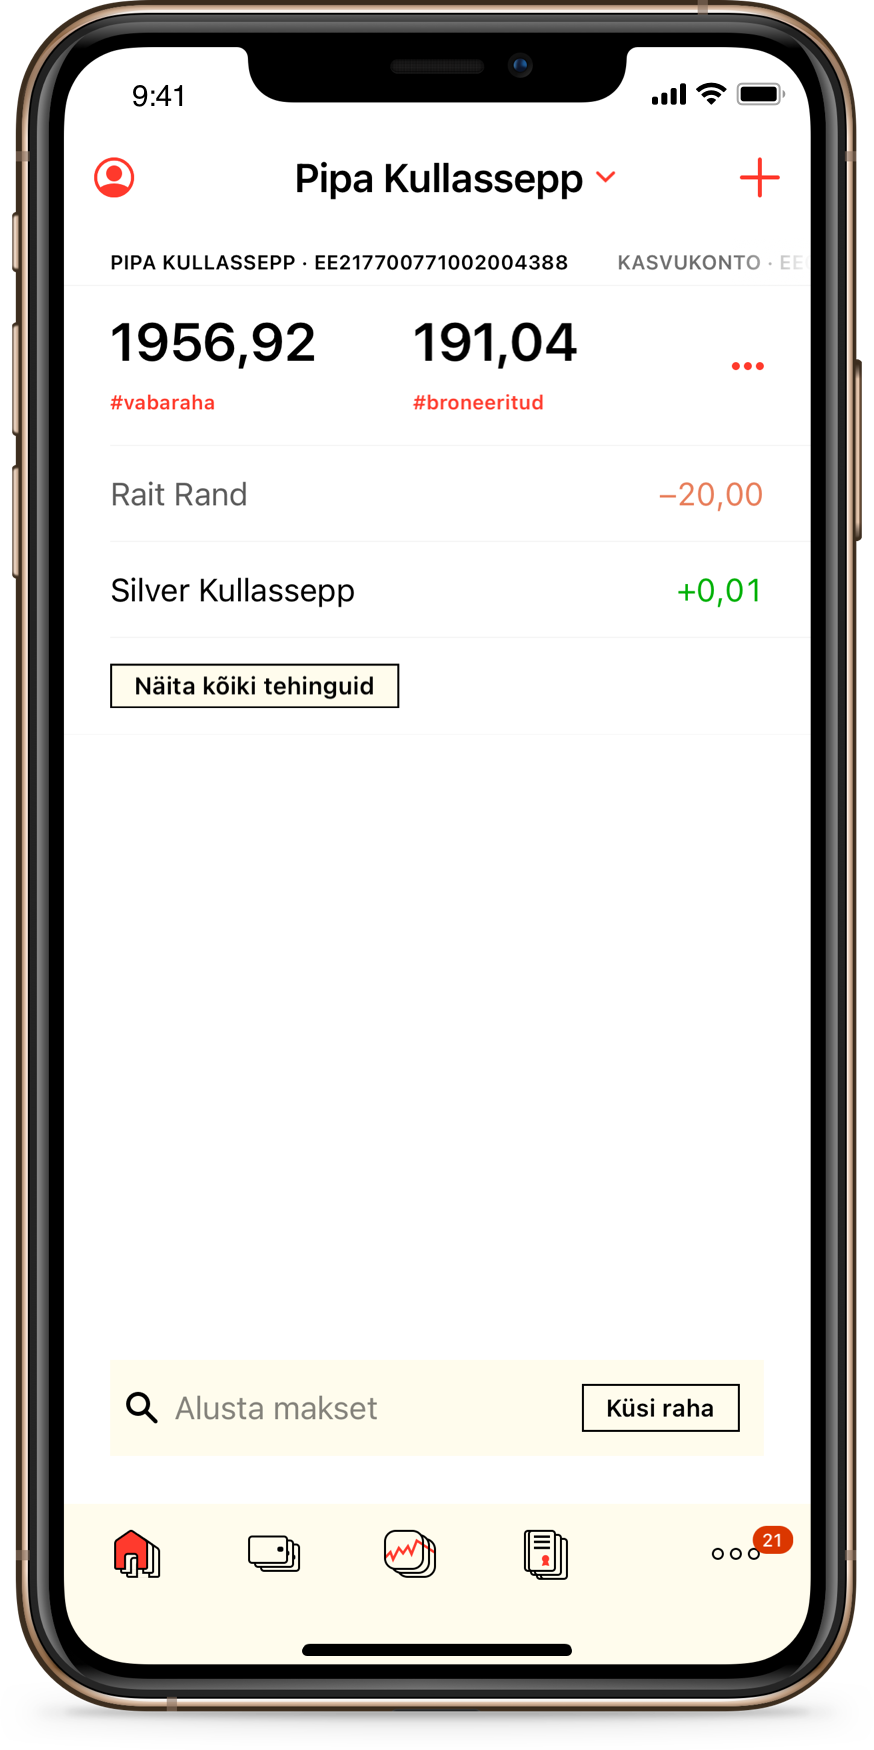 9:41
Pipa Kullassepp
PIPA KULLASSEPP · EE217700771002004388 KASVUKONTO ·
1956,92 191,04
#vabaraha #broneeritud
Rait Rand –20,00
Silver Kullassepp +0,01
Näita kõiki tehinguid
Alusta makset Küsi raha
21